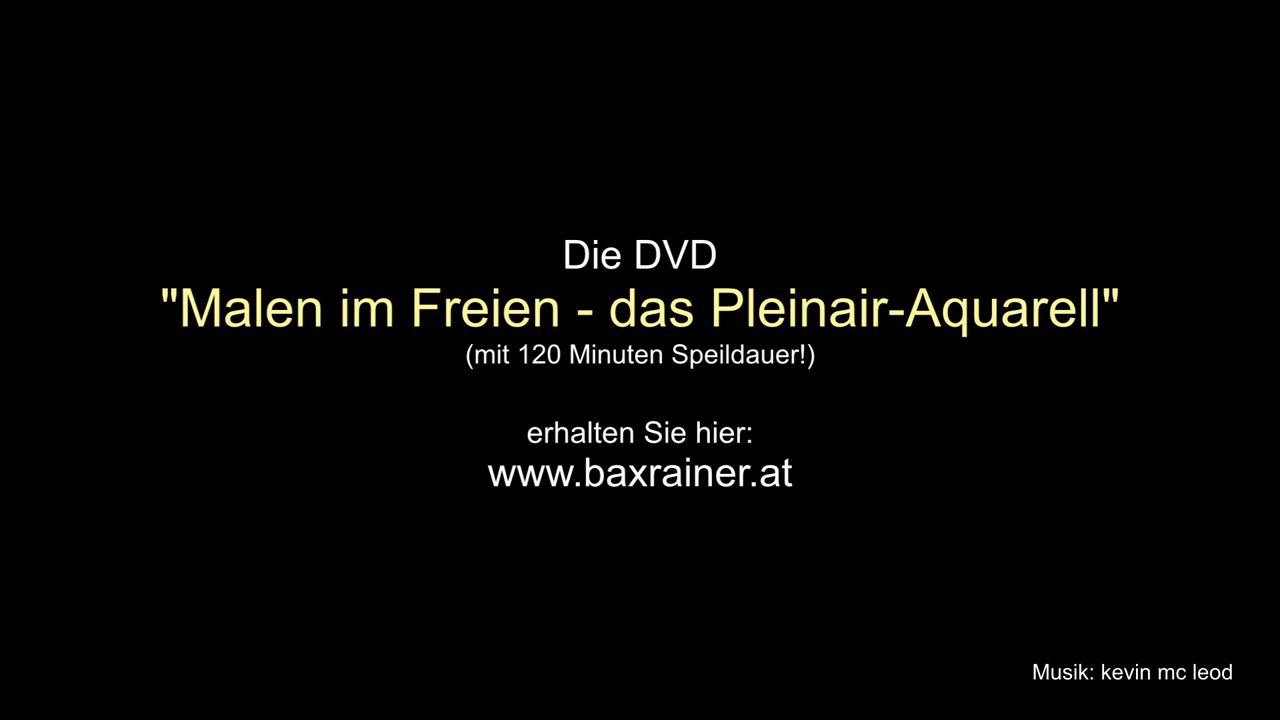 Die DVD
"Malen im Freien - das Pleinair-Aquarell"
(mit 120 Minuten Speildauer!)
erhalten Sie hier:
www.baxrainer.at
Musik: kevin mc leod